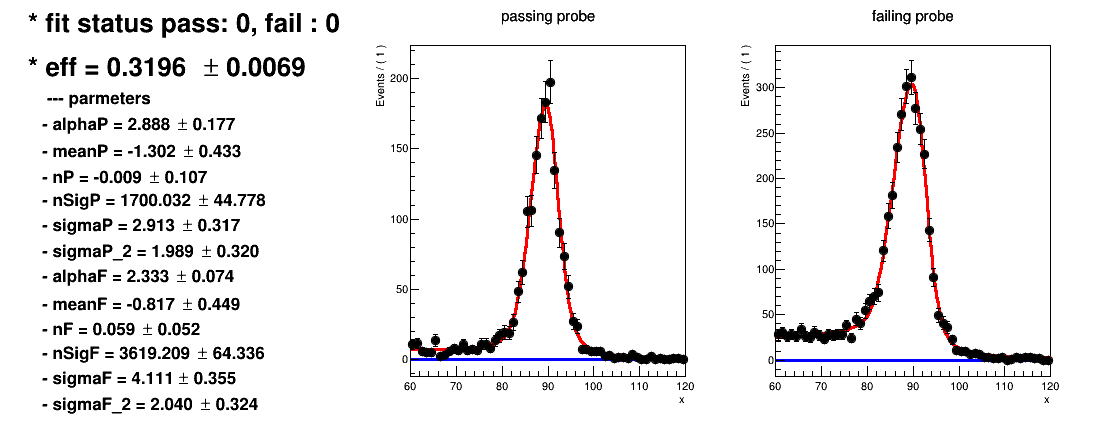 * fit status pass: 0, fail : 0
* eff = 0.3196 ± 0.0069
--- parmeters
- alphaP = 2.888 ± 0.177
- meanP = -1.302 ± 0.433
- nP = -0.009 ± 0.107
- nSigP = 1700.032 ± 44.778
- sigmaP = 2.913 ± 0.317
- sigmaP_2 = 1.989 ± 0.320
- alphaF = 2.333 ± 0.074
- meanF = -0.817 ± 0.449
- nF = 0.059 ± 0.052
- nSigF = 3619.209 ± 64.336
- sigmaF = 4.111 ± 0.355
- sigmaF_2 = 2.040 ± 0.324
passing probe
Events / ( 1 )
200
150
100
50
0
60 70 80 90 100 110 120
x
failing probe
Events / ( 1 )
300
250
200
150
100
50
0
60 70 80 90 100 110 120
x